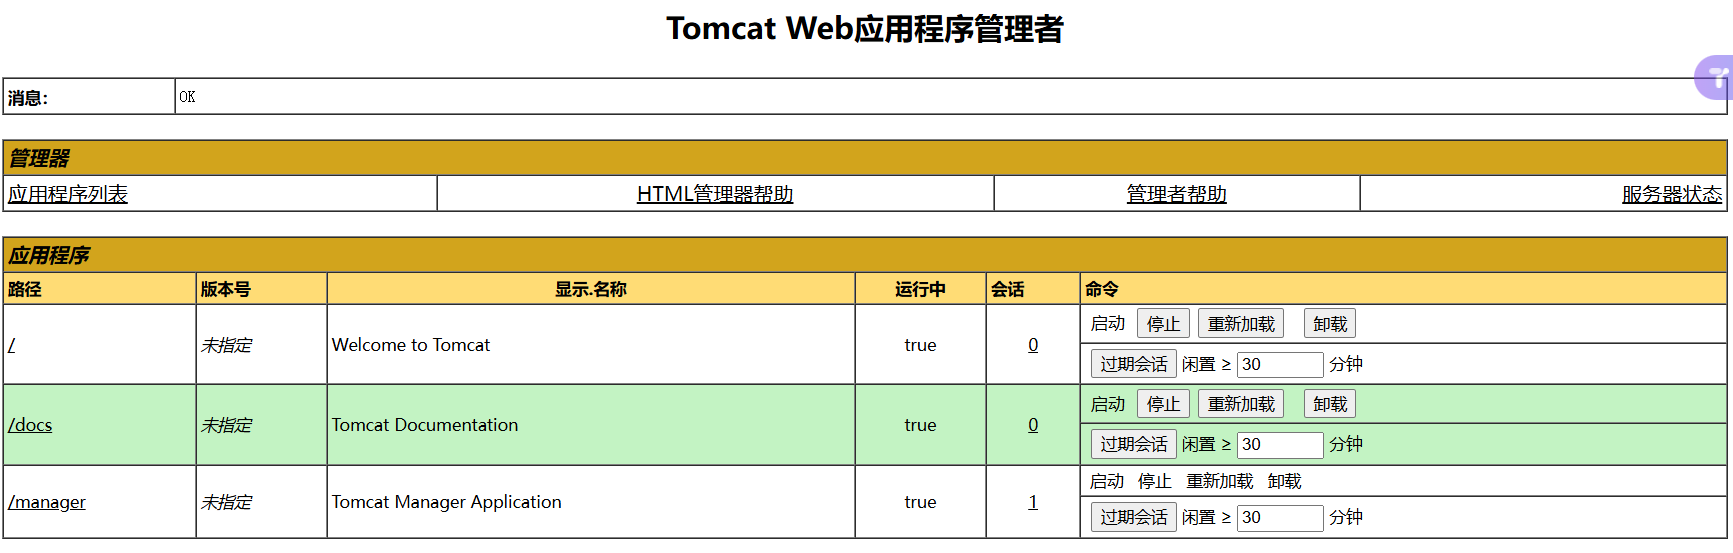 Tomcat Web应用程序管理者
消息: OK
管理器
应用程序列表 HTML管理器帮助 管理者帮助 服务器状态
应用程序
路径 版本号 显示.名称 运行中 会话 命令
/ 未指定 Welcome to Tomcat true 0 启动 停止 重新加载 卸载
过期会话 闲置 ≥ 30 分钟
/docs 未指定 Tomcat Documentation true 0 启动 停止 重新加载 卸载
过期会话 闲置 ≥ 30 分钟
/manager 未指定 Tomcat Manager Application true 1 启动 停止 重新加载 卸载
过期会话 闲置 ≥ 30 分钟